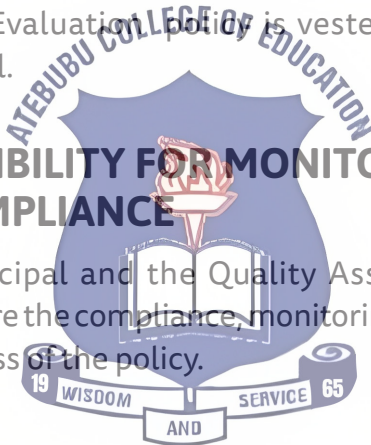 Evaluation policy is veste
l.
ATEBUBU COLLEGE OF EDUCATION
IBILITY FOR MONITO
MPLIANCE
cipal and the Quality Ass
re the compliance, monitori
ss of the policy.
19 WISDOM SERVICE 65
AND